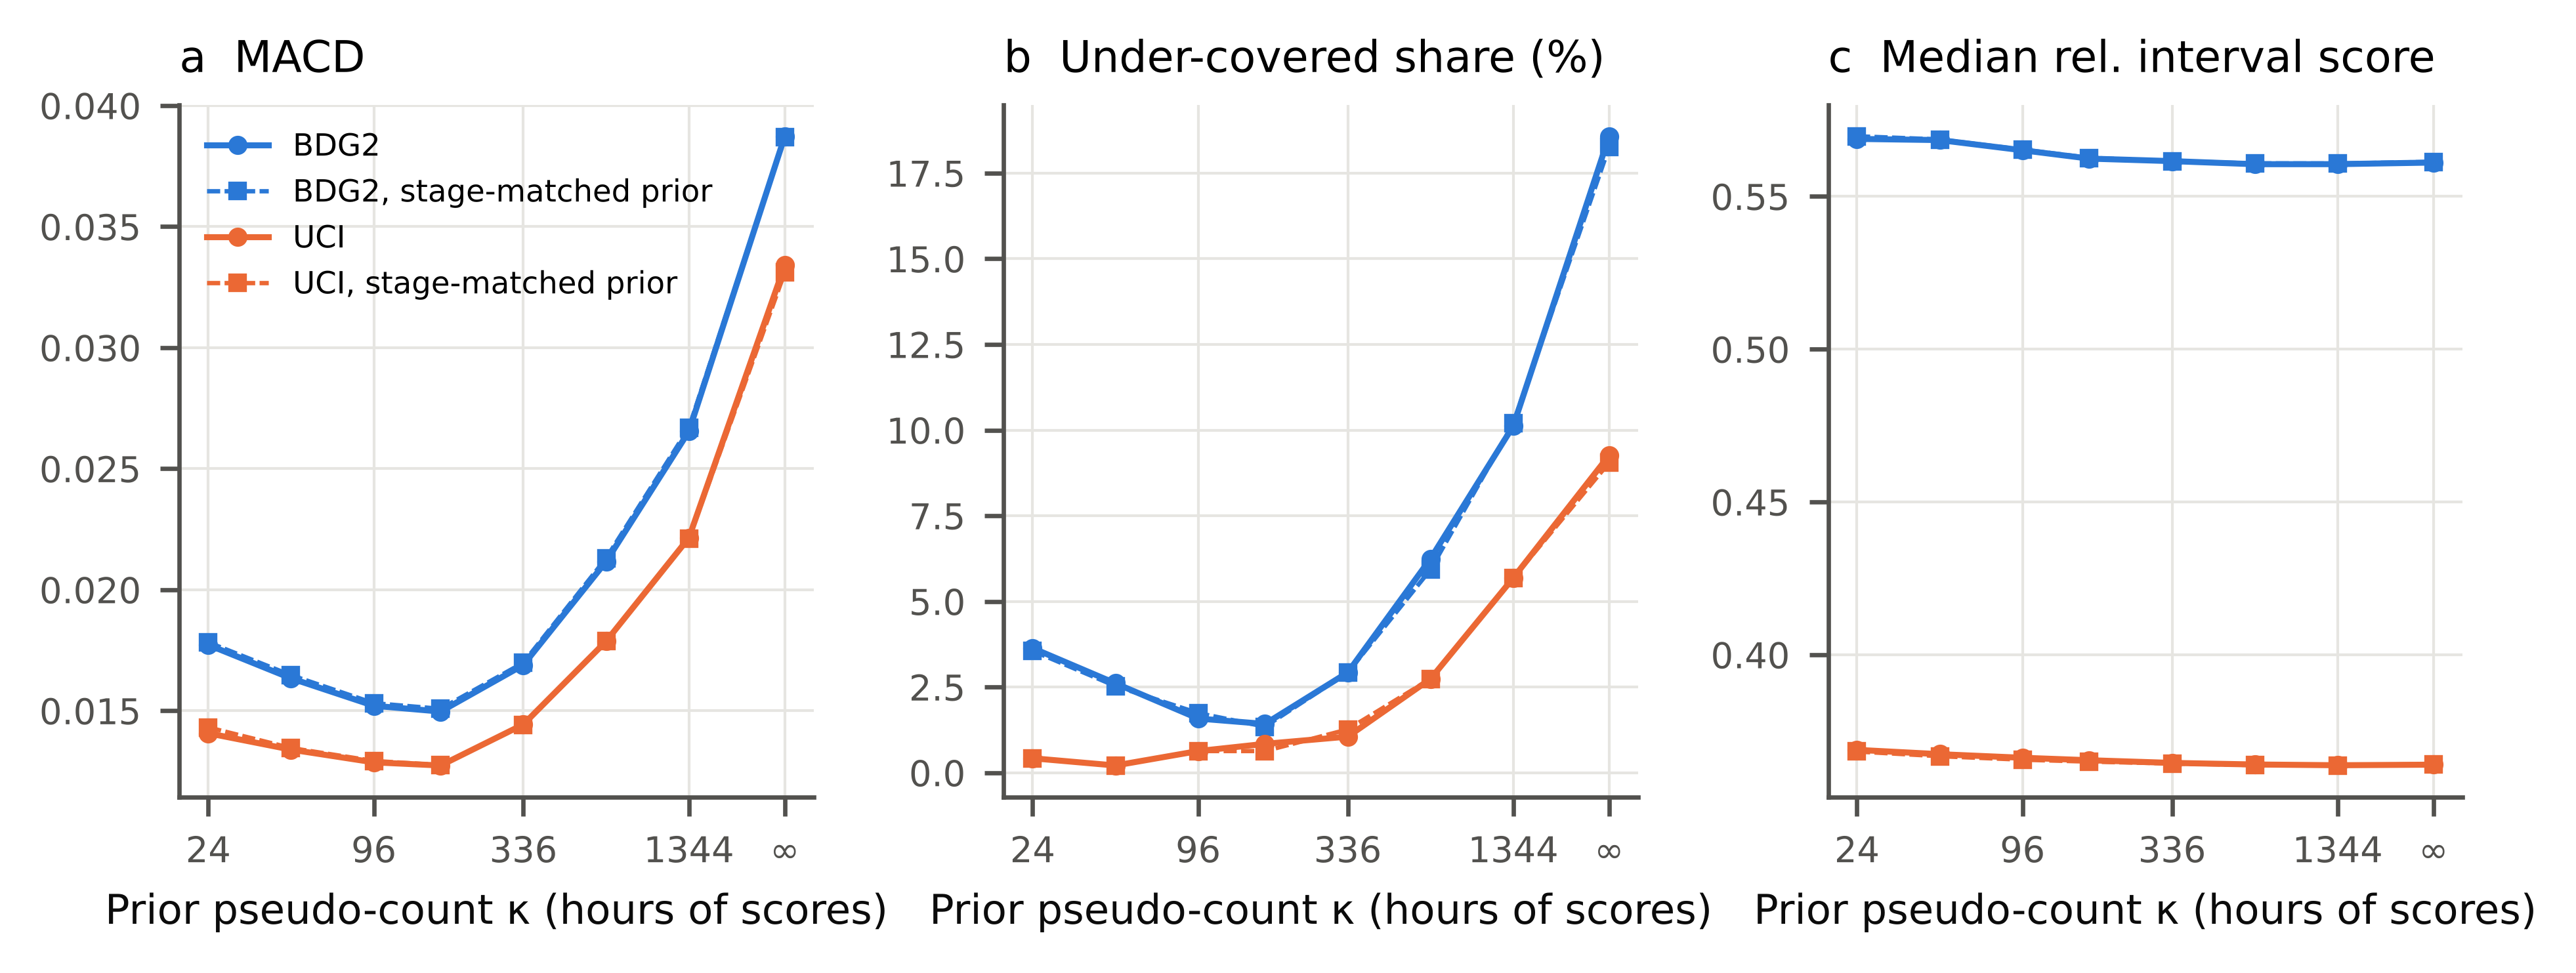 a MACD
0.040
0.035
0.030
0.025
0.020
0.015
BDG2
BDG2, stage-matched prior
UCI
UCI, stage-matched prior
24 96 336 1344 ∞
Prior pseudo-count κ (hours of scores)
b Under-covered share (%)
17.5
15.0
12.5
10.0
7.5
5.0
2.5
0.0
24 96 336 1344 ∞
Prior pseudo-count κ (hours of scores)
c Median rel. interval score
0.55
0.50
0.45
0.40
24 96 336 1344 ∞
Prior pseudo-count κ (hours of scores)